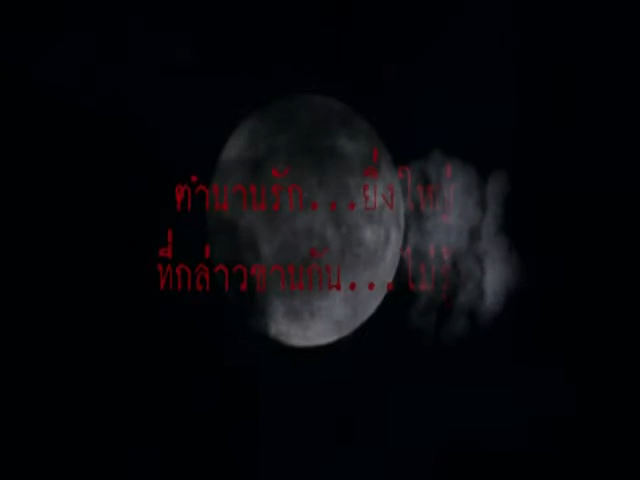 ตำนานรัก...ยิ่งใหญ่
ที่กล่าวขานกัน...ไม่รู้